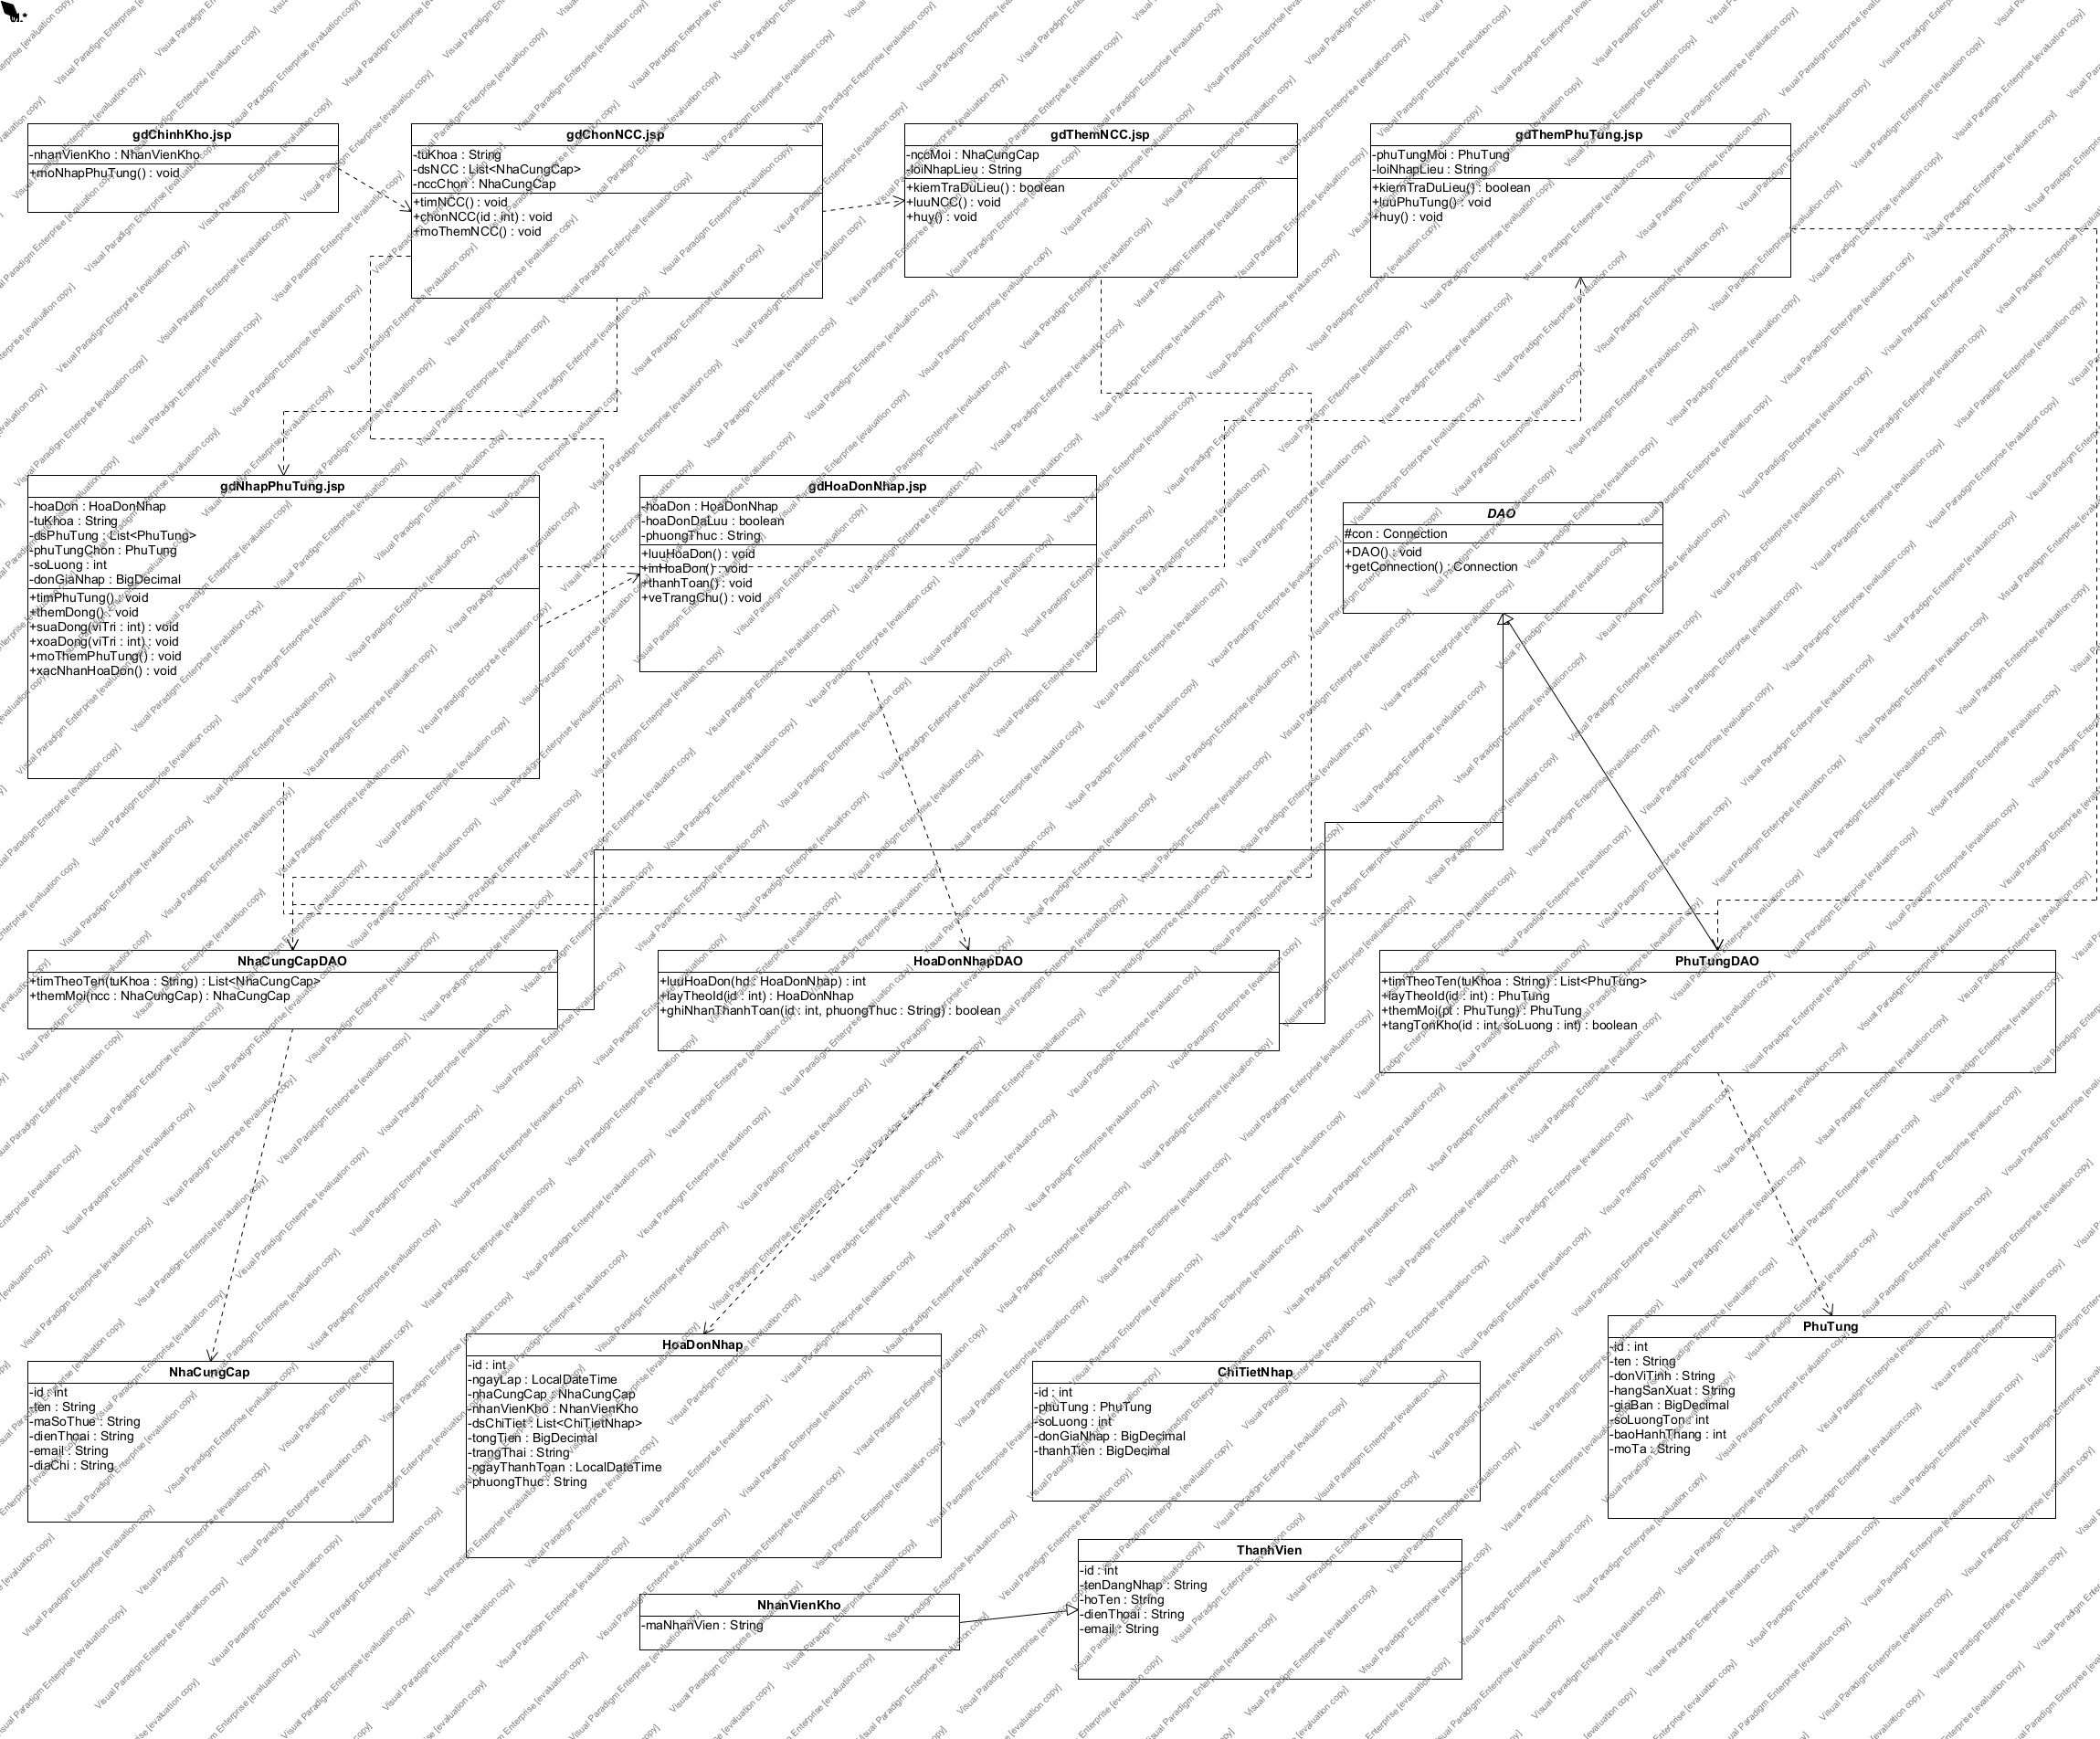 gdChinhKho.jsp
-nhanVienKho : NhanVienKho
+moNhapPhuTung() : void
gdChonNCC.jsp
-tuKhoa : String
-dsNCC : List<NhaCungCap>
-nccChon : NhaCungCap
+timNCC() : void
+chonNCC(id : int) : void
+moThemNCC() : void
gdThemNCC.jsp
-nccMoi : NhaCungCap
-loiNhapLieu : String
+kiemTraDuLieu() : boolean
+luuNCC() : void
+huy() : void
gdThemPhuTung.jsp
-phuTungMoi : PhuTung
-loiNhapLieu : String
+kiemTraDuLieu() : boolean
+luuPhuTung() : void
+huy() : void
gdNhapPhuTung.jsp
-hoaDon : HoaDonNhap
-tuKhoa : String
-dsPhuTung : List<PhuTung>
-phuTungChon : PhuTung
-soLuong : int
-donGiaNhap : BigDecimal
+timPhuTung() : void
+themDong() : void
+suaDong(viTri : int) : void
+xoaDong(viTri : int) : void
+moThemPhuTung() : void
+xacNhanHoaDon() : void
gdHoaDonNhap.jsp
-hoaDon : HoaDonNhap
-hoaDonDaLuu : boolean
-phuongThuc : String
+luuHoaDon() : void
+inHoaDon() : void
+thanhToan() : void
+veTrangChu() : void
DAO
#con : Connection
+DAO() : void
+getConnection() : Connection
NhaCungCapDAO
+timTheoTen(tuKhoa : String) : List<NhaCungCap>
+themMoi(ncc : NhaCungCap) : NhaCungCap
HoaDonNhapDAO
+luuHoaDon(hd : HoaDonNhap) : int
+layTheoId(id : int) : HoaDonNhap
+ghiNhanThanhToan(id : int, phuongThuc : String) : boolean
PhuTungDAO
+timTheoTen(tuKhoa : String) : List<PhuTung>
+layTheoId(id : int) : PhuTung
+themMoi(pt : PhuTung) : PhuTung
+tangTonKho(id : int, soLuong : int) : boolean
NhaCungCap
-id : int
-ten : String
-maSoThue : String
-dienThoai : String
-email : String
-diaChi : String
HoaDonNhap
-id : int
-ngayLap : LocalDateTime
-nhaCungCap : NhaCungCap
-nhanVienKho : NhanVienKho
-dsChiTiet : List<ChiTietNhap>
-tongTien : BigDecimal
-trangThai : String
-ngayThanhToan : LocalDateTime
-phuongThuc : String
ChiTietNhap
-id : int
-phuTung : PhuTung
-soLuong : int
-donGiaNhap : BigDecimal
-thanhTien : BigDecimal
PhuTung
-id : int
-ten : String
-donViTinh : String
-hangSanXuat : String
-giaBan : BigDecimal
-soLuongTon : int
-baoHanhThang : int
-moTa : String
NhanVienKho
-maNhanVien : String
ThanhVien
-id : int
-tenDangNhap : String
-hoTen : String
-dienThoai : String
-email : String
Visual Paradigm Enterprise [evaluation copy]